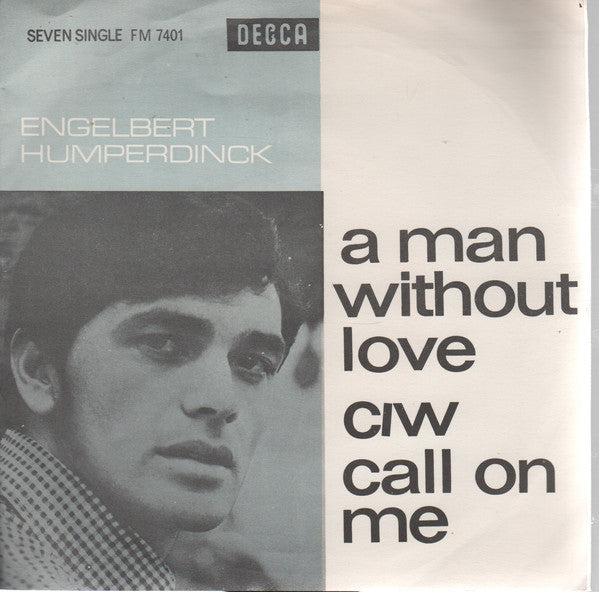 SEVEN SINGLE FM 7401
DECCA
ENGELBERT
HUMPERDINCK
a man
without
love
c/w
call on
me